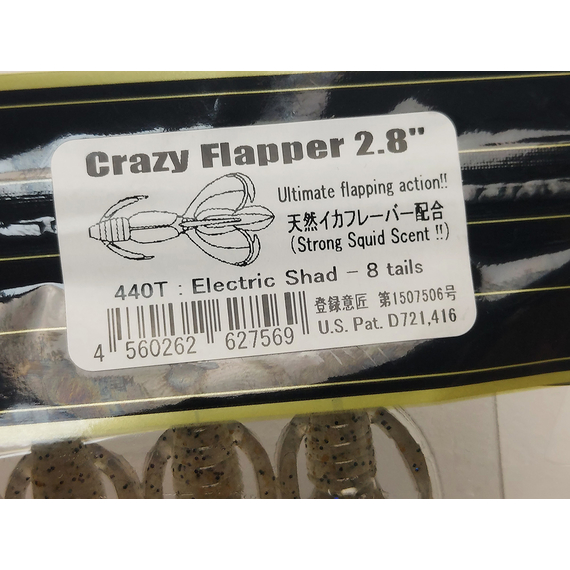 Crazy Flapper 2.8"
Ultimate flapping action!!
天然イカフレーバー配合
(Strong Squid Scent !!)
440T : Electric Shad - 8 tails
登録意匠 第1507506号
U.S. Pat. D721,416
4 560262 627569